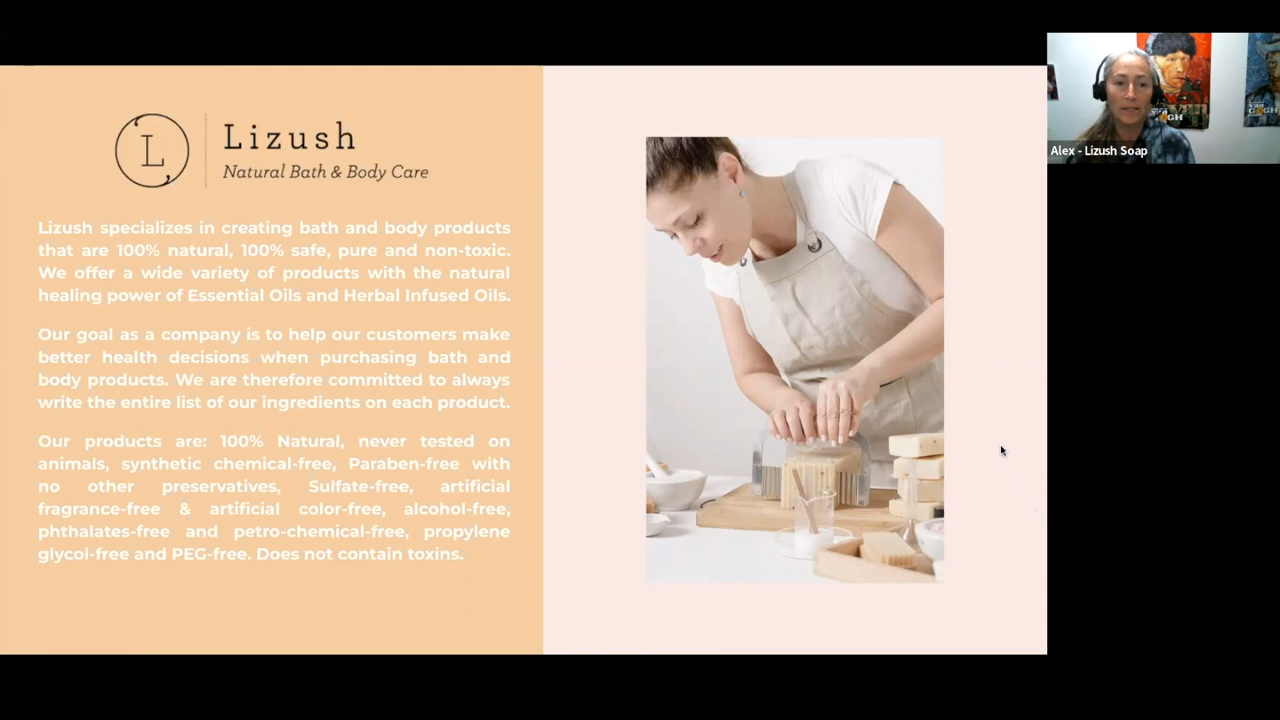 L
Lizush
Natural Bath & Body Care
Lizush specializes in creating bath and body products
that are 100% natural, 100% safe, pure and non-toxic.
We offer a wide variety of products with the natural
healing power of Essential Oils and Herbal Infused Oils.
Our goal as a company is to help our customers make
better health decisions when purchasing bath and
body products. We are therefore committed to always
write the entire list of our ingredients on each product.
Our products are: 100% Natural, never tested on
animals, synthetic chemical-free, Paraben-free with
no other preservatives, Sulfate-free, artificial
fragrance-free & artificial color-free, alcohol-free,
phthalates-free and petro-chemical-free, propylene
glycol-free and PEG-free. Does not contain toxins.
van
GOGH
Alex - Lizush Soap